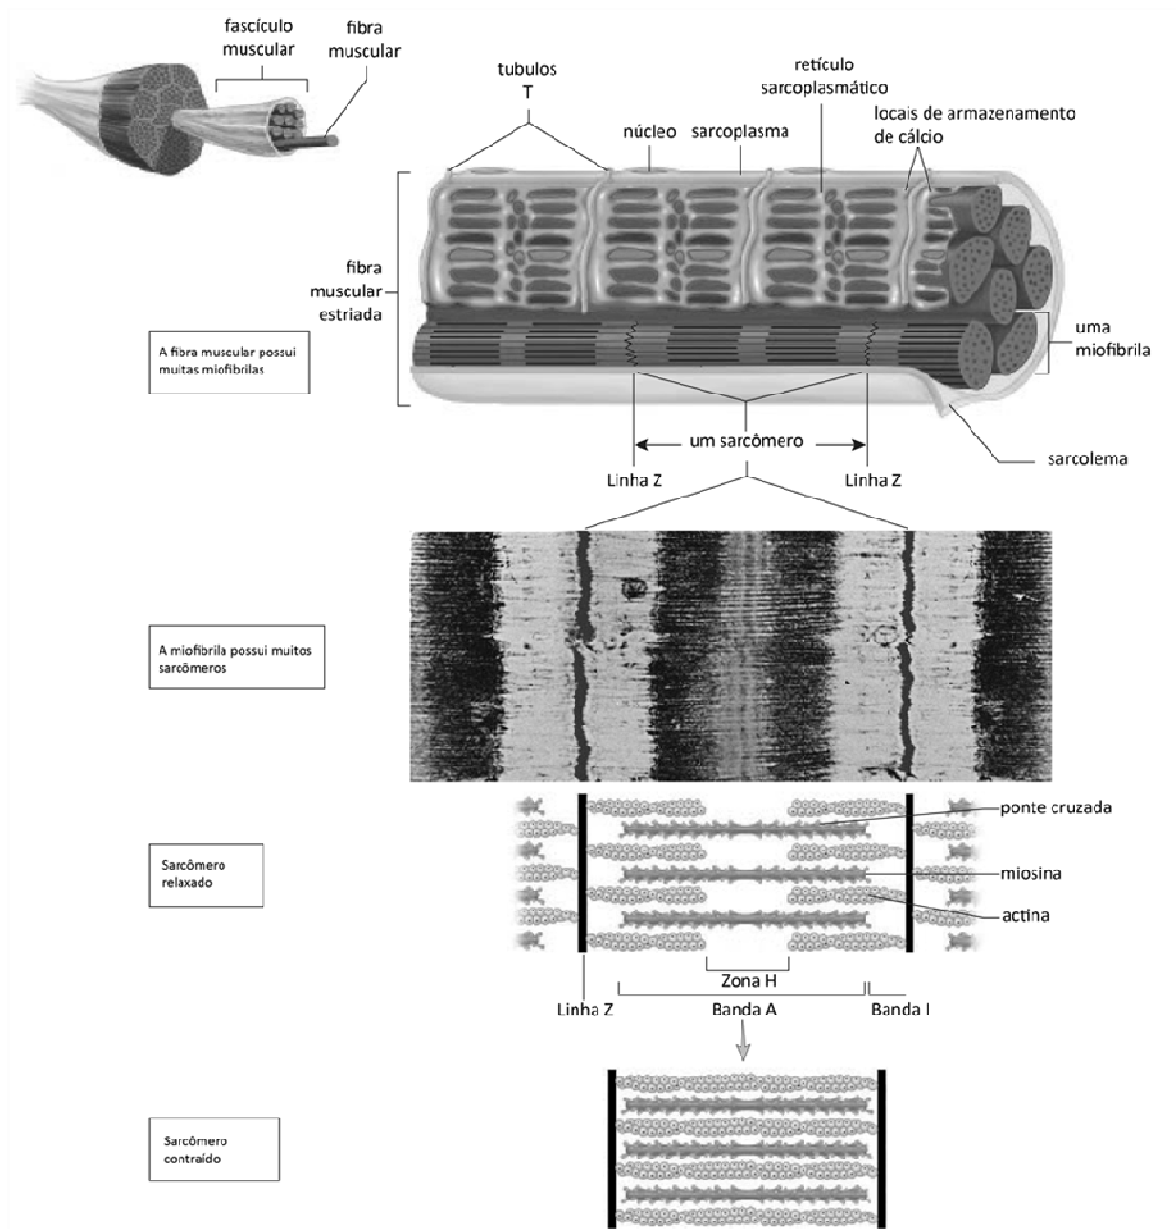 fascículo
muscular
fibra
muscular
tubulos
T
núcleo
sarcoplasma
retículo
sarcoplasmático
locais de armazenamento
de cálcio
fibra
muscular
estriada
A fibra muscular possui
muitas miofibrilas
uma
miofibrila
um sarcômero
sarcolema
Linha Z
Linha Z
A miofibrila possui muitos
sarcômeros
ponte cruzada
Sarcômero
relaxado
miosina
actina
Zona H
Linha Z
Banda A
Banda I
Sarcômero
contraído